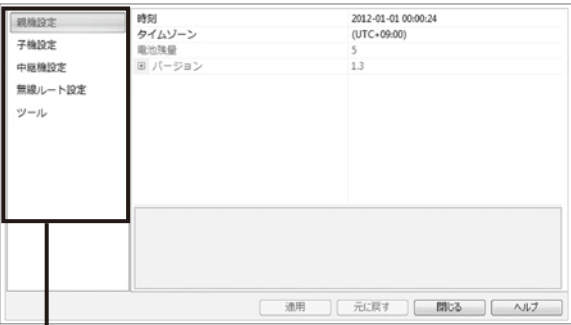 親機設定
子機設定
中継機設定
無線ルート設定
ツール
時刻 2012-01-01 00:00:24
タイムゾーン (UTC+09:00)
電池残量 5
バージョン 1.3
適用 元に戻す 閉じる ヘルプ